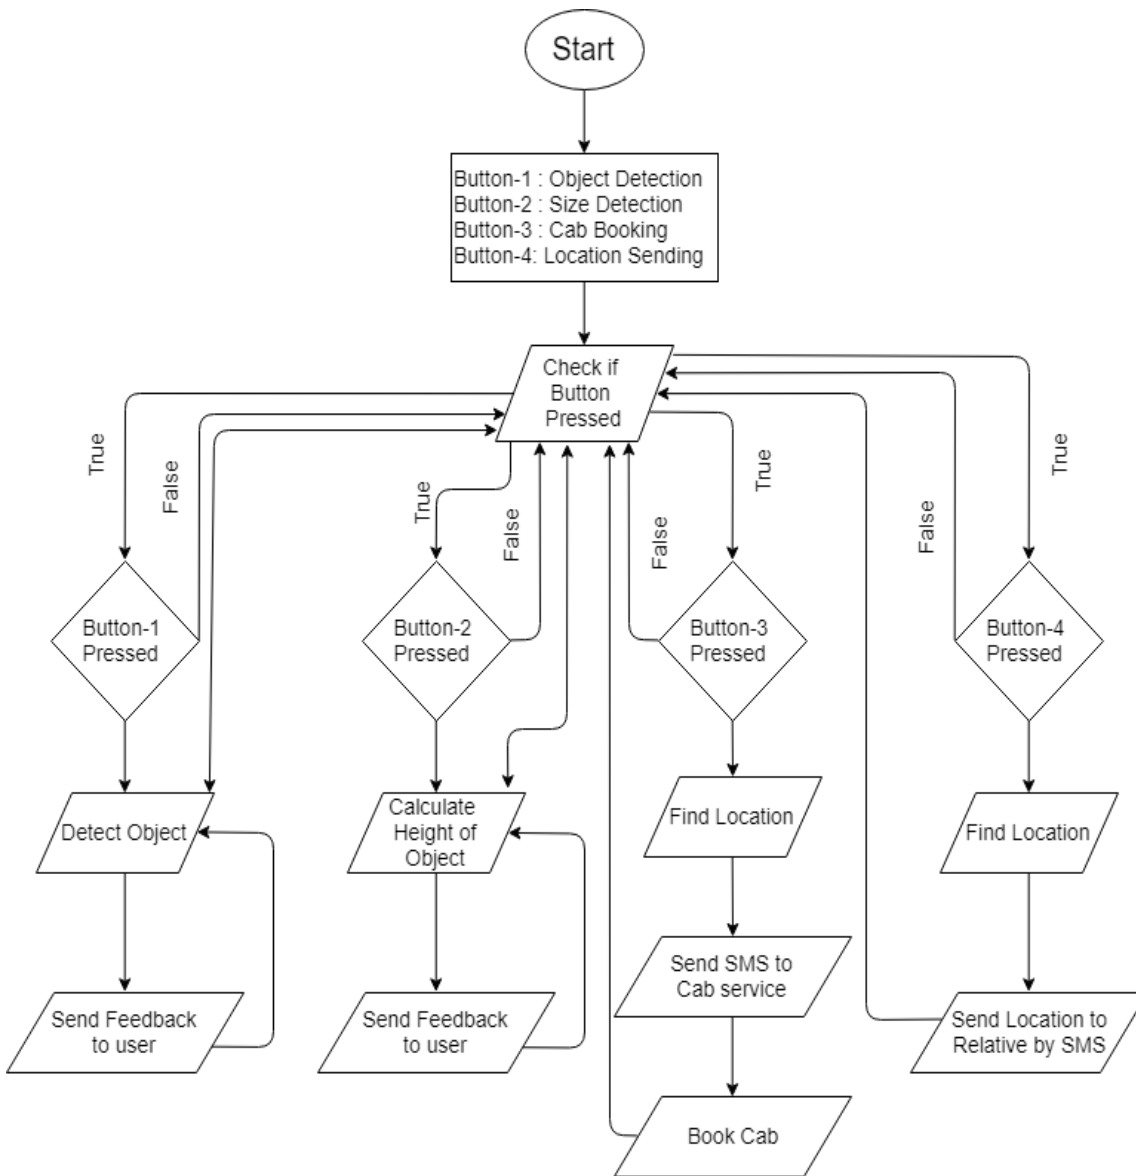 Start
Button-1 : Object Detection
Button-2 : Size Detection
Button-3 : Cab Booking
Button-4: Location Sending
Check if
Button
Pressed
True
False
True
False
False
True
False
True
Button-1
Pressed
Button-2
Pressed
Button-3
Pressed
Button-4
Pressed
Detect Object
Calculate
Height of
Object
Find Location
Find Location
Send SMS to
Cab service
Send Feedback
to user
Send Feedback
to user
Send Location to
Relative by SMS
Book Cab